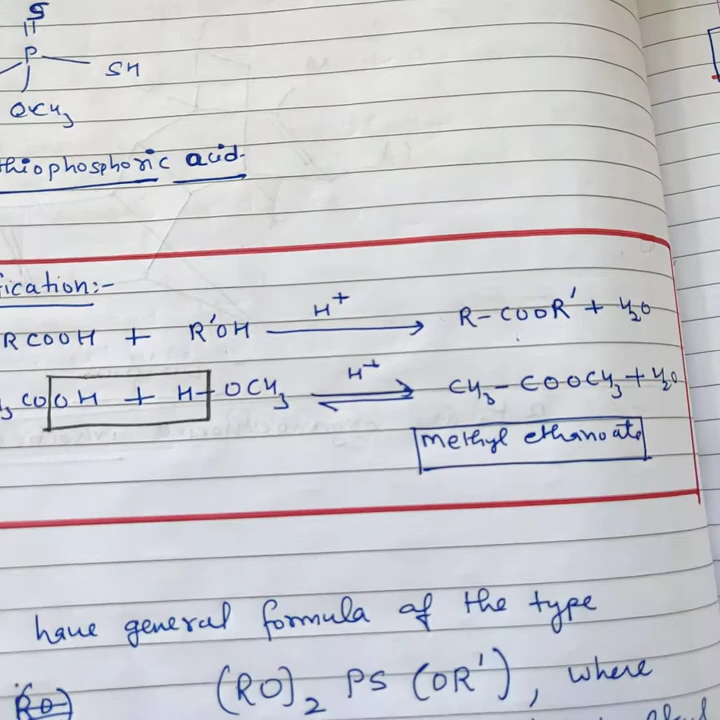 S
P
SH
OCH₃
thiophosphoric acid.
ication:-
RCOOH + R'OH H⁺ R-COOR' + H₂O
₃COOH + H-OCH₃ H⁺ CH₃-COOCH₃ + H₂O
methyl ethanoate
have general formula of the type
(RO)₂ PS (OR'), where